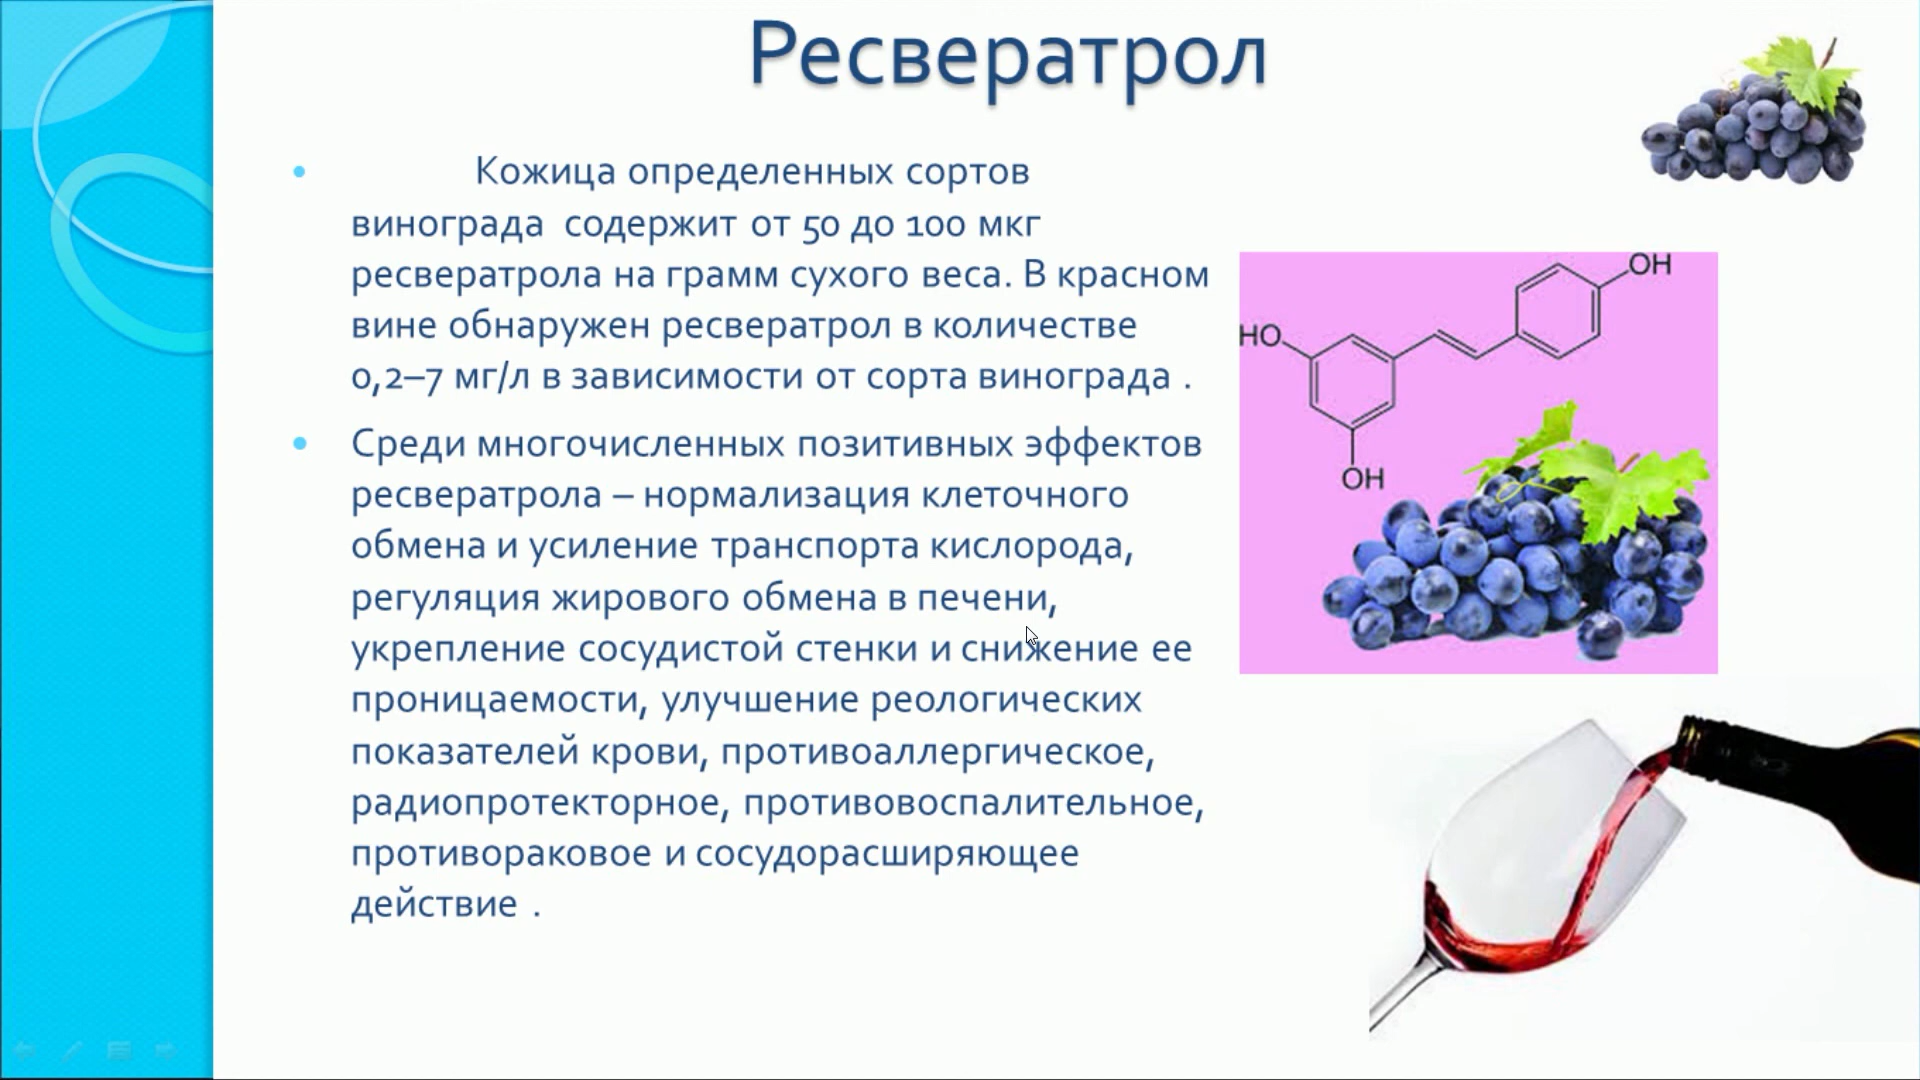 Ресвератрол
Кожица определенных сортов
винограда содержит от 50 до 100 мкг
ресвератрола на грамм сухого веса. В красном
вине обнаружен ресвератрол в количестве
0,2–7 мг/л в зависимости от сорта винограда .
Среди многочисленных позитивных эффектов
ресвератрола – нормализация клеточного
обмена и усиление транспорта кислорода,
регуляция жирового обмена в печени,
укрепление сосудистой стенки и снижение ее
проницаемости, улучшение реологических
показателей крови, противоаллергическое,
радиопротекторное, противовоспалительное,
противораковое и сосудорасширяющее
действие .
OH
HO
OH